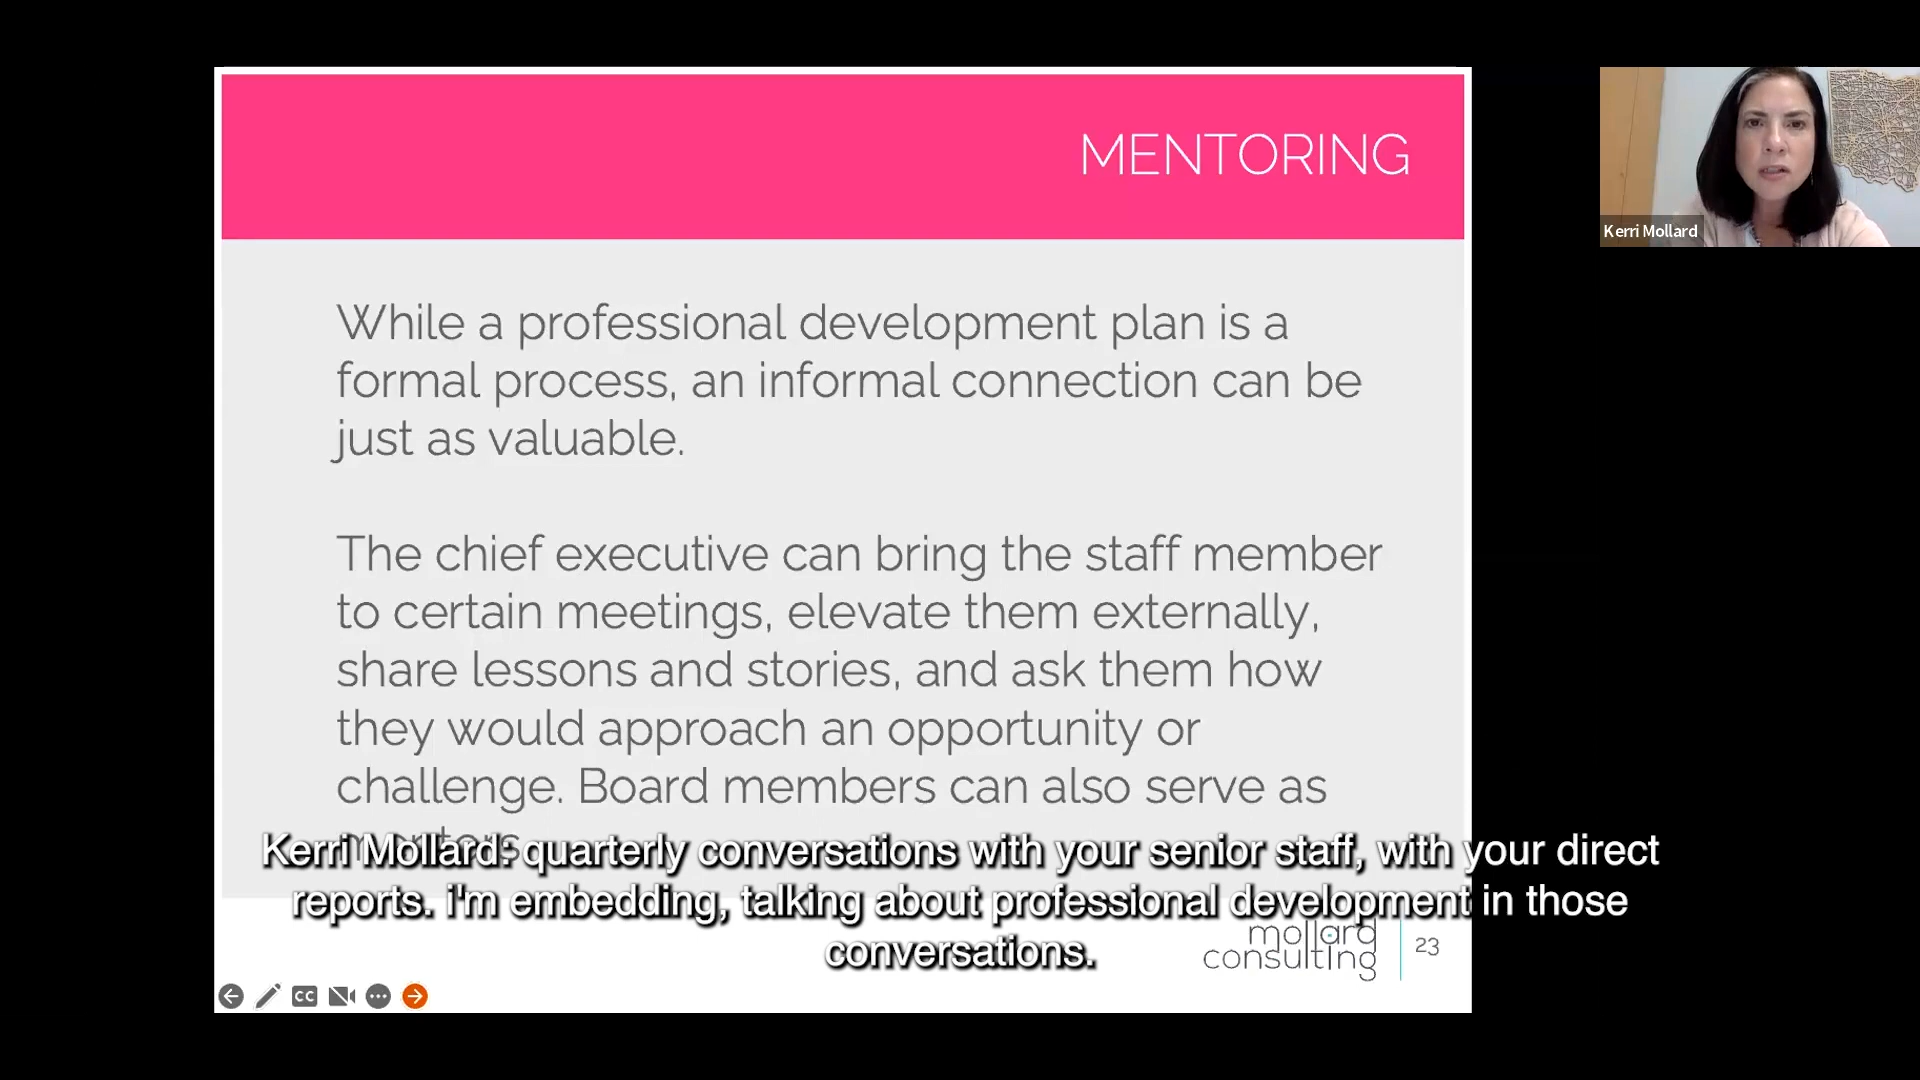 MENTORING
Kerri Mollard
While a professional development plan is a
formal process, an informal connection can be
just as valuable.
The chief executive can bring the staff member
to certain meetings, elevate them externally,
share lessons and stories, and ask them how
they would approach an opportunity or
challenge. Board members can also serve as
mentors.
Kerri Mollard: quarterly conversations with your senior staff, with your direct
reports. i'm embedding, talking about professional development in those
conversations.
mollard
consulting
23
CC